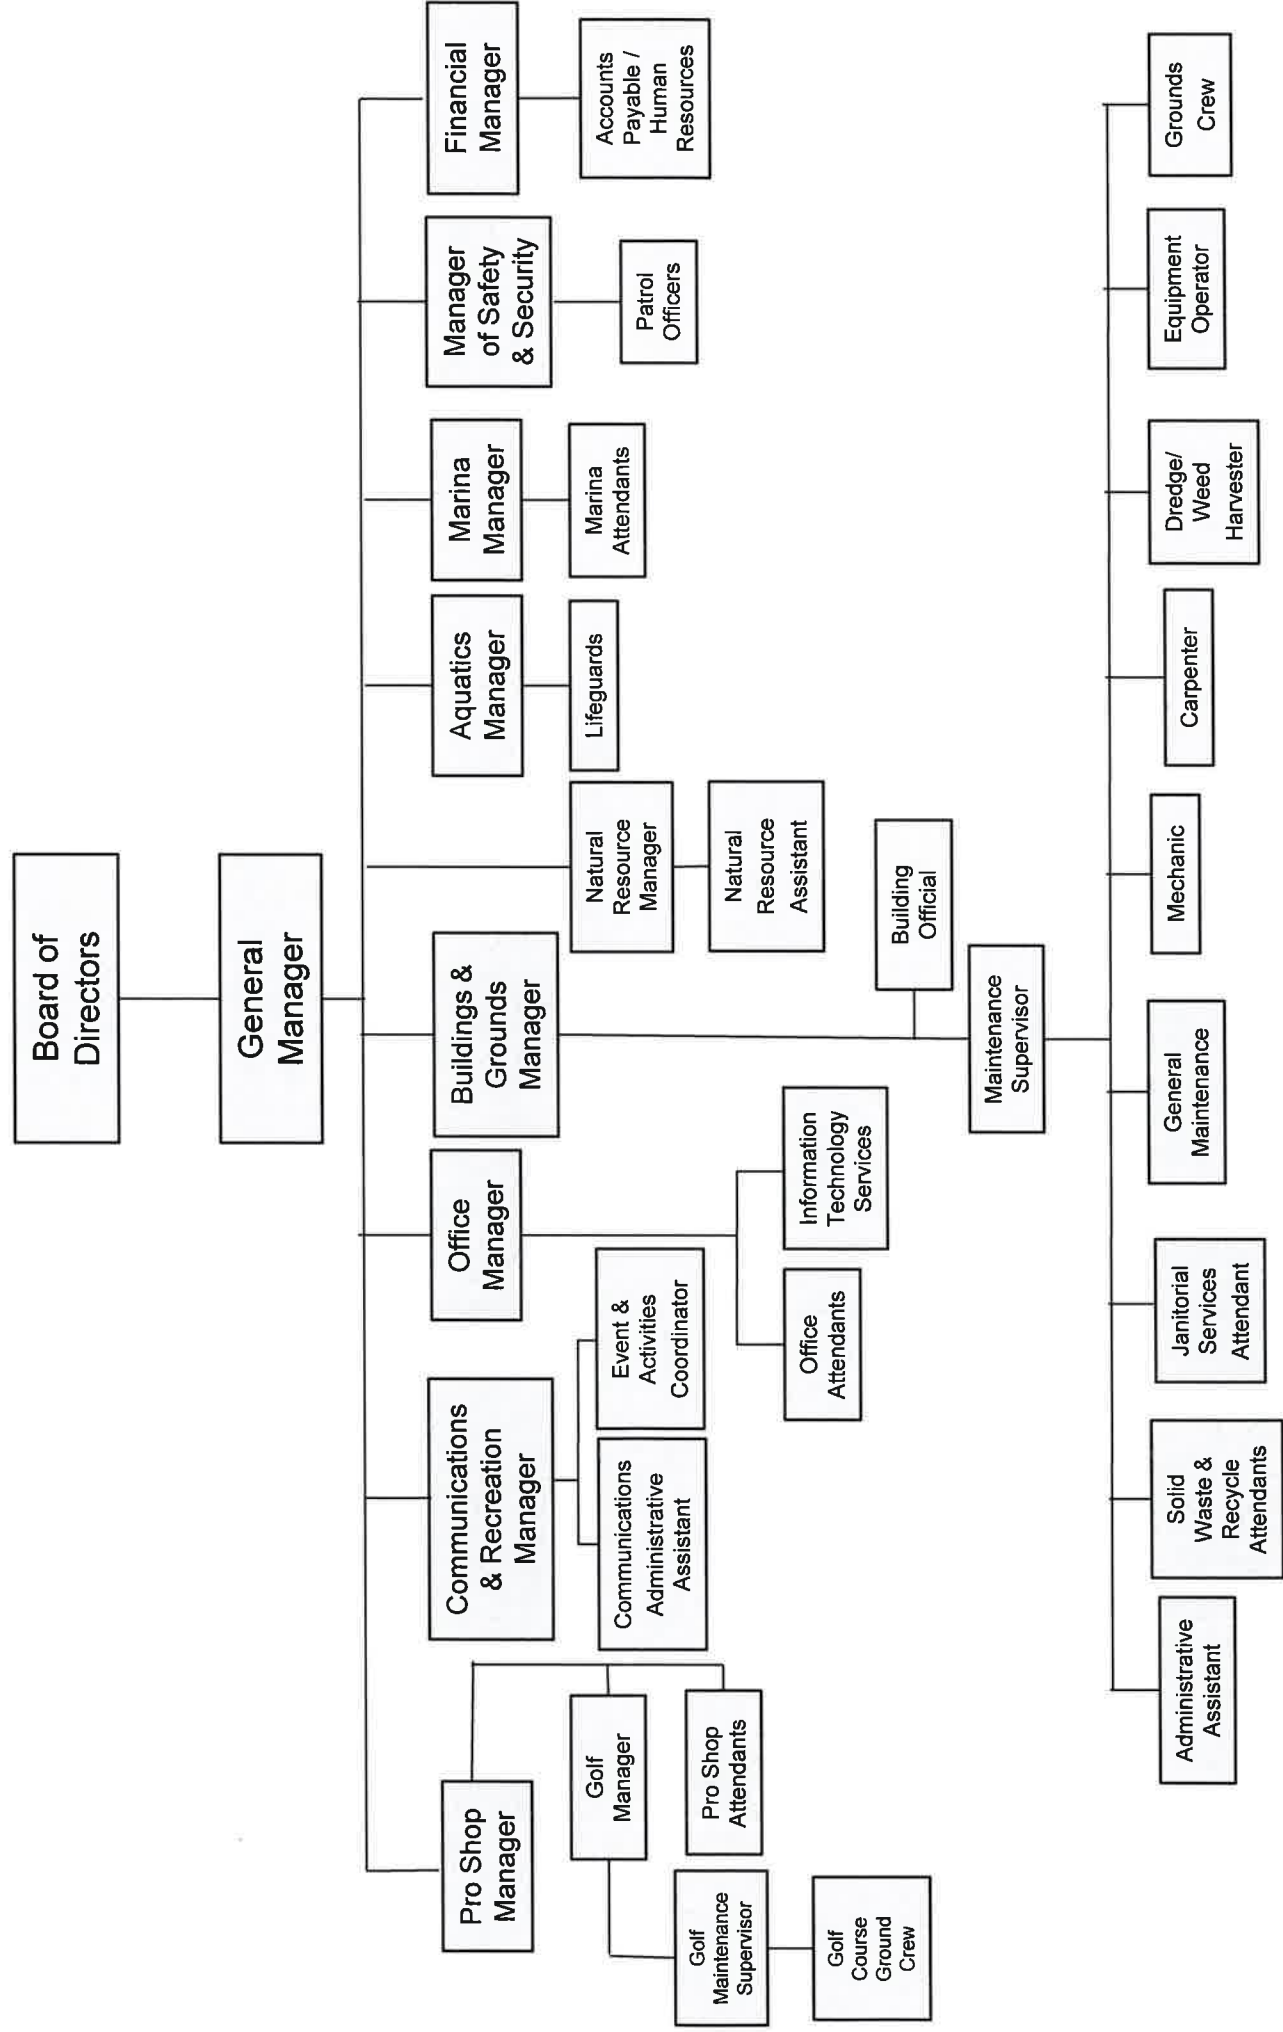 Board of
Directors
General
Manager
Pro Shop
Manager
Communications
& Recreation
Manager
Office
Manager
Buildings &
Grounds
Manager
Natural
Resource
Manager
Aquatics
Manager
Marina
Manager
Manager
of Safety
& Security
Financial
Manager
Golf
Manager
Pro Shop
Attendants
Golf
Maintenance
Supervisor
Golf
Course
Ground
Crew
Communications
Administrative
Assistant
Event &
Activities
Coordinator
Office
Attendants
Information
Technology
Services
Natural
Resource
Assistant
Lifeguards
Marina
Attendants
Patrol
Officers
Accounts
Payable /
Human
Resources
Building
Official
Maintenance
Supervisor
Administrative
Assistant
Solid
Waste &
Recycle
Attendants
Janitorial
Services
Attendant
General
Maintenance
Mechanic
Carpenter
Dredge/
Weed
Harvester
Equipment
Operator
Grounds
Crew